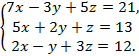 7x − 3y + 5z = 21,
5x + 2y + z = 13
2x − y + 3z = 12.